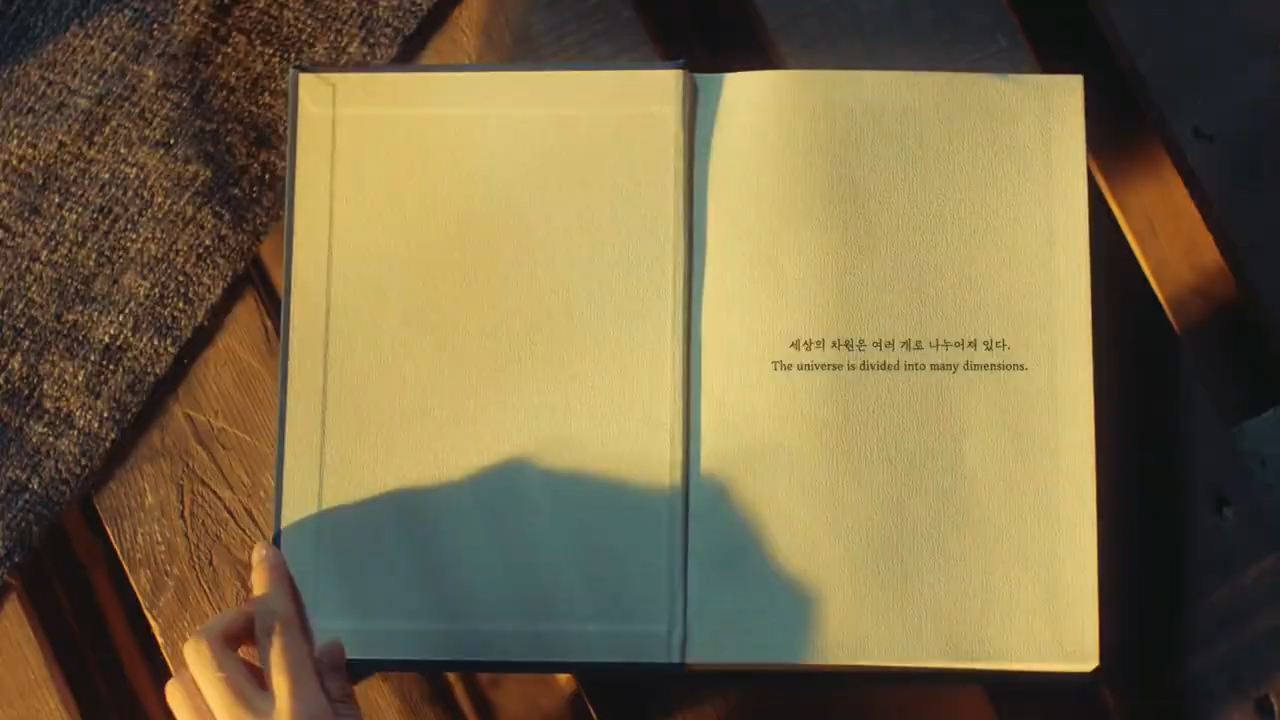 세상의 차원은 여러 개로 나누어져 있다.
The universe is divided into many dimensions.